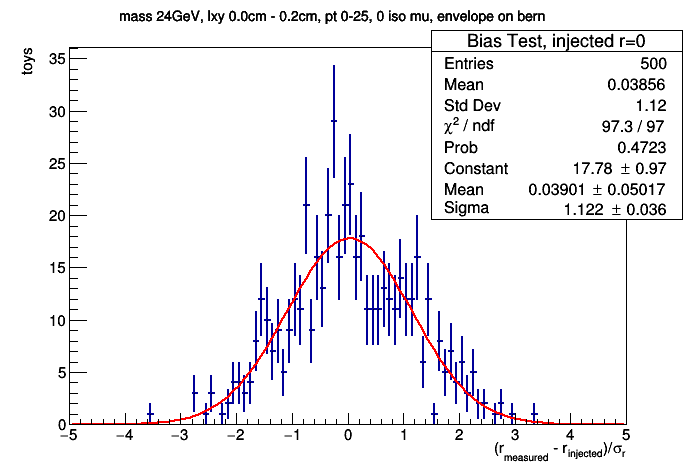 mass 24GeV, lxy 0.0cm - 0.2cm, pt 0-25, 0 iso mu, envelope on bern
Bias Test, injected r=0
Entries 500
Mean 0.03856
Std Dev 1.12
χ² / ndf 97.3 / 97
Prob 0.4723
Constant 17.78 ± 0.97
Mean 0.03901 ± 0.05017
Sigma 1.122 ± 0.036
toys
35
30
25
20
15
10
5
0
−5 −4 −3 −2 −1 0 1 2 3 4 5
(r_measured - r_injected)/σ_r